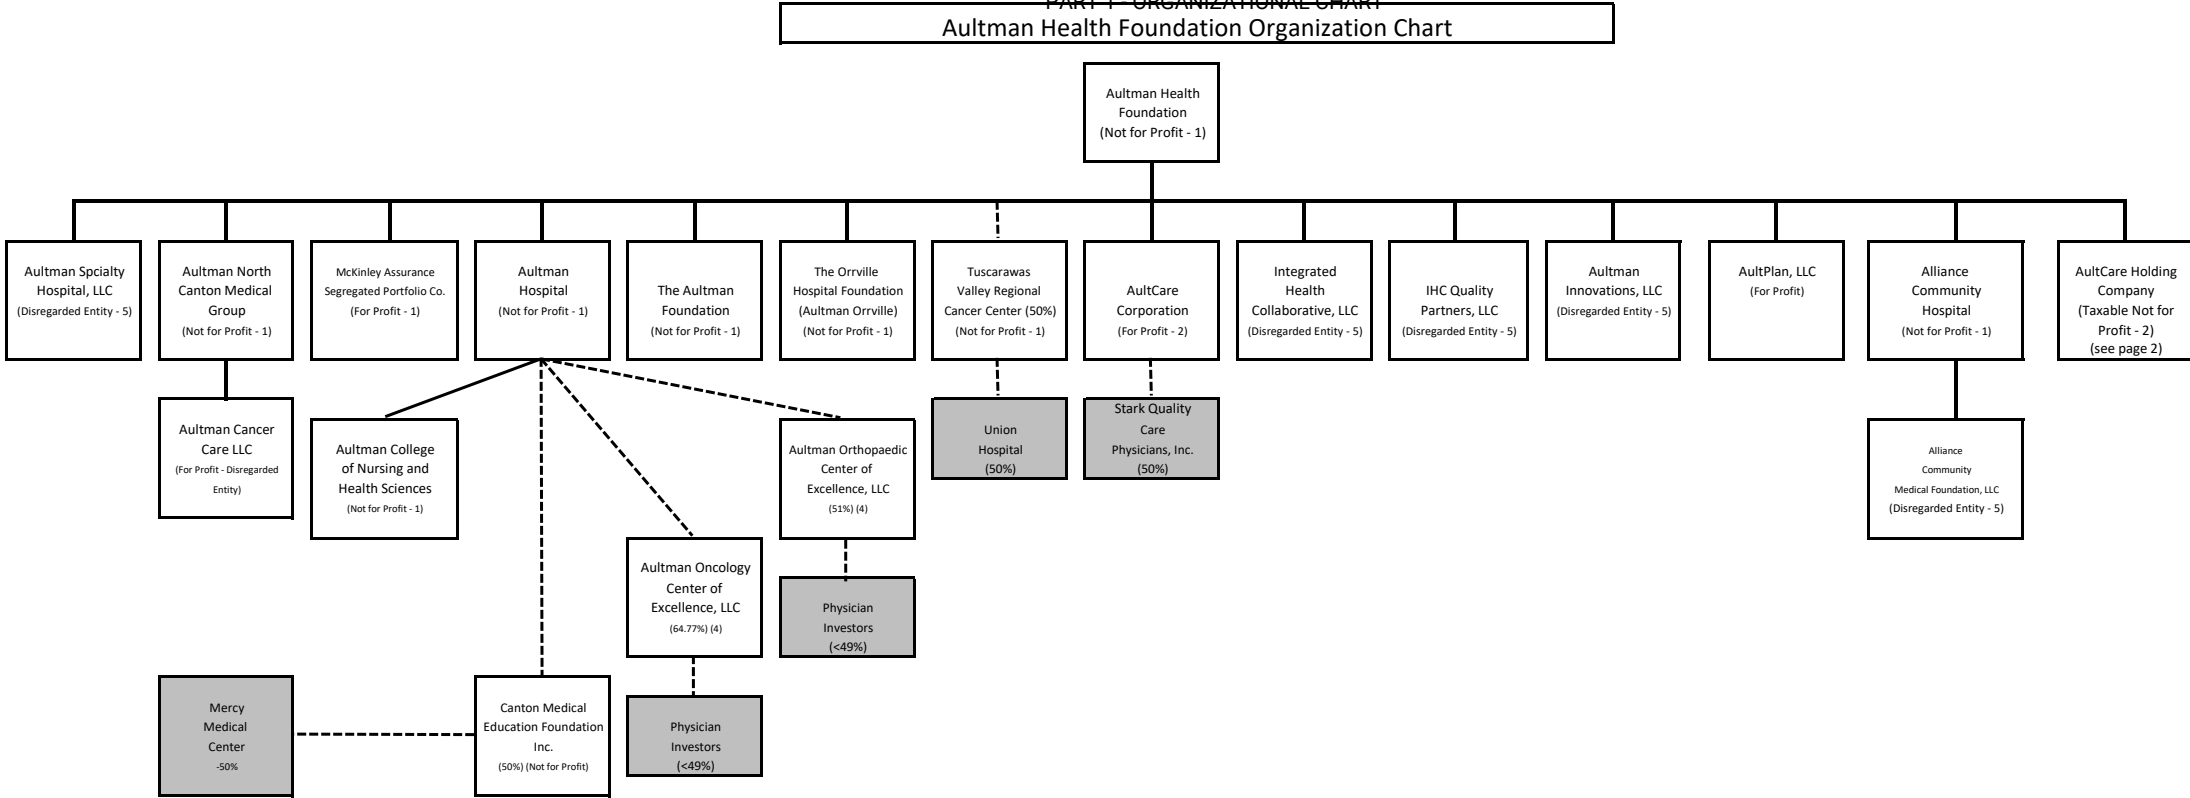 PART 1 - ORGANIZATIONAL CHART
Aultman Health Foundation Organization Chart
Aultman Health
Foundation
(Not for Profit - 1)
Aultman Spcialty
Hospital, LLC
(Disregarded Entity - 5)
Aultman North
Canton Medical
Group
(Not for Profit - 1)
McKinley Assurance
Segregated Portfolio Co.
(For Profit - 1)
Aultman
Hospital
(Not for Profit - 1)
The Aultman
Foundation
(Not for Profit - 1)
The Orrville
Hospital Foundation
(Aultman Orrville)
(Not for Profit - 1)
Tuscarawas
Valley Regional
Cancer Center (50%)
(Not for Profit - 1)
AultCare
Corporation
(For Profit - 2)
Integrated
Health
Collaborative, LLC
(Disregarded Entity - 5)
IHC Quality
Partners, LLC
(Disregarded Entity - 5)
Aultman
Innovations, LLC
(Disregarded Entity - 5)
AultPlan, LLC
(For Profit)
Alliance
Community
Hospital
(Not for Profit - 1)
AultCare Holding
Company
(Taxable Not for
Profit - 2)
(see page 2)
Aultman Cancer
Care LLC
(For Profit - Disregarded
Entity)
Aultman College
of Nursing and
Health Sciences
(Not for Profit - 1)
Aultman Orthopaedic
Center of
Excellence, LLC
(51%) (4)
Union
Hospital
(50%)
Stark Quality
Care
Physicians, Inc.
(50%)
Alliance
Community
Medical Foundation, LLC
(Disregarded Entity - 5)
Aultman Oncology
Center of
Excellence, LLC
(64.77%) (4)
Physician
Investors
(<49%)
Mercy
Medical
Center
-50%
Canton Medical
Education Foundation
Inc.
(50%) (Not for Profit)
Physician
Investors
(<49%)